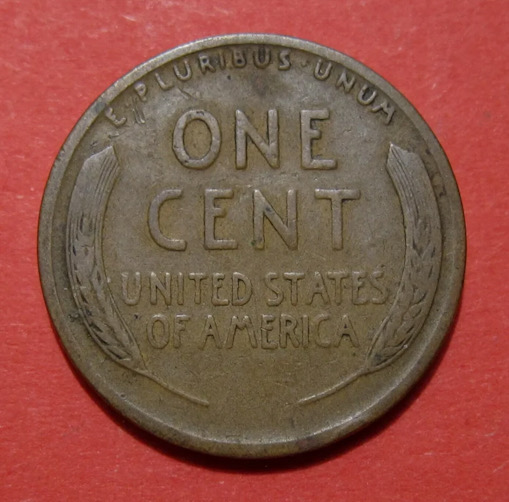 E·PLURIBUS·UNUM
ONE
CENT
UNITED STATES
OF AMERICA